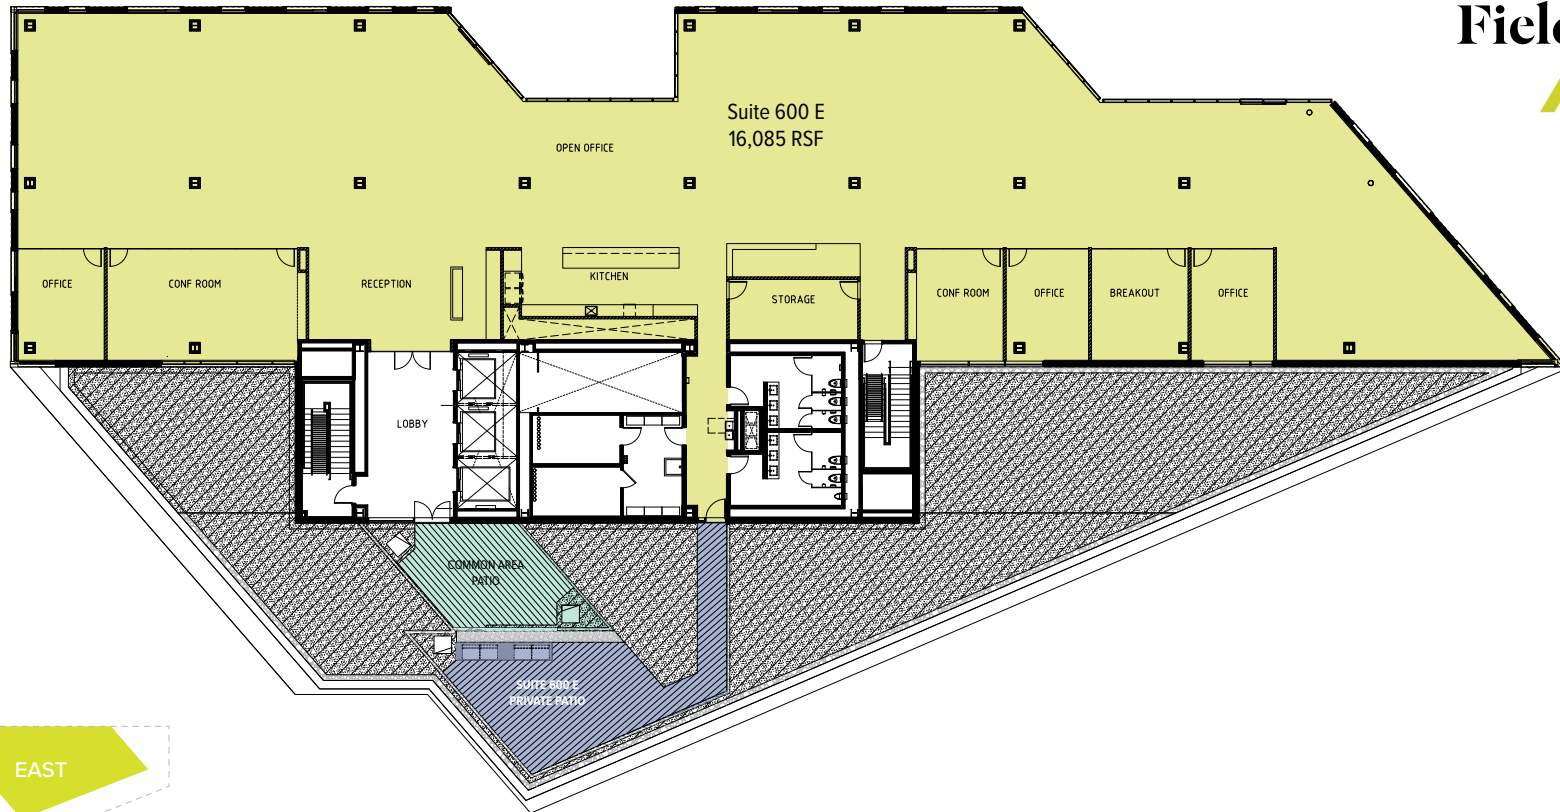 Suite 600 E
16,085 RSF
OPEN OFFICE
OFFICE
CONF ROOM
RECEPTION
KITCHEN
STORAGE
CONF ROOM
OFFICE
BREAKOUT
OFFICE
LOBBY
COMMON AREA
PATIO
SUITE 600 E
PRIVATE PATIO
EAST